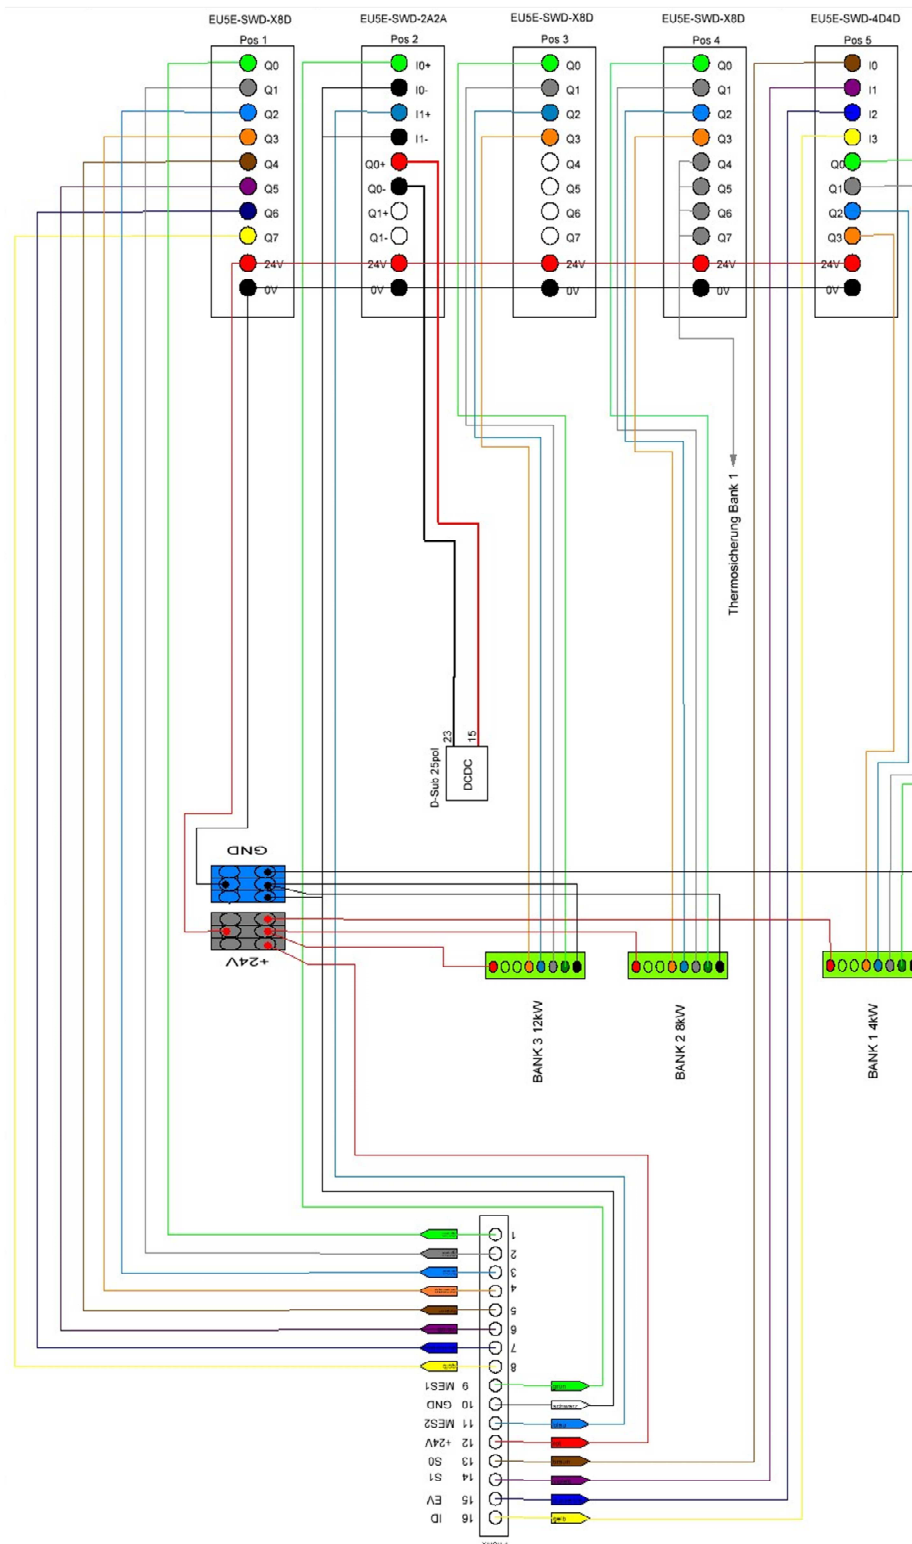 EU5E-SWD-X8D
EU5E-SWD-2A2A
EU5E-SWD-X8D
EU5E-SWD-X8D
EU5E-SWD-4D4D
Pos 1
Pos 2
Pos 3
Pos 4
Pos 5
Q0
Q1
Q2
Q3
Q4
Q5
Q6
Q7
24V
0V
I0+
I0-
I1+
I1-
Q0+
Q0-
Q1+
Q1-
24V
0V
Q0
Q1
Q2
Q3
Q4
Q5
Q6
Q7
24V
0V
Q0
Q1
Q2
Q3
Q4
Q5
Q6
Q7
24V
0V
I0
I1
I2
I3
Q0
Q1
Q2
Q3
24V
0V
Thermosicherung Bank 1
D-Sub 25pol
23
15
DCDC
GND
+24V
BANK 3 12kW
BANK 2 8kW
BANK 1 4kW
1
2
3
4
5
6
7
8
9 MES1
10 GND
11 MES2
12 +24V
13 S0
14 S1
15 EV
16 ID